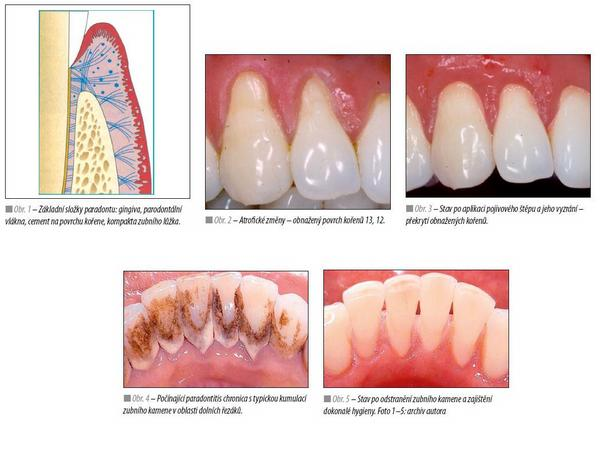 Obr. 1 – Základní složky paradontu: gingiva, parodontální
vlákna, cement na povrchu kořene, kompakta zubního lůžka.
Obr. 2 – Atrofické změny – obnažený povrch kořenů 13, 12.
Obr. 3 – Stav po aplikaci pojivového štěpu a jeho vyzrání –
překrytí obnažených kořenů.
Obr. 4 – Počínající paradontitis chronica s typickou kumulací
zubního kamene v oblasti dolních řezáků.
Obr. 5 – Stav po odstranění zubního kamene a zajištění
dokonalé hygieny. Foto 1–5: archiv autora